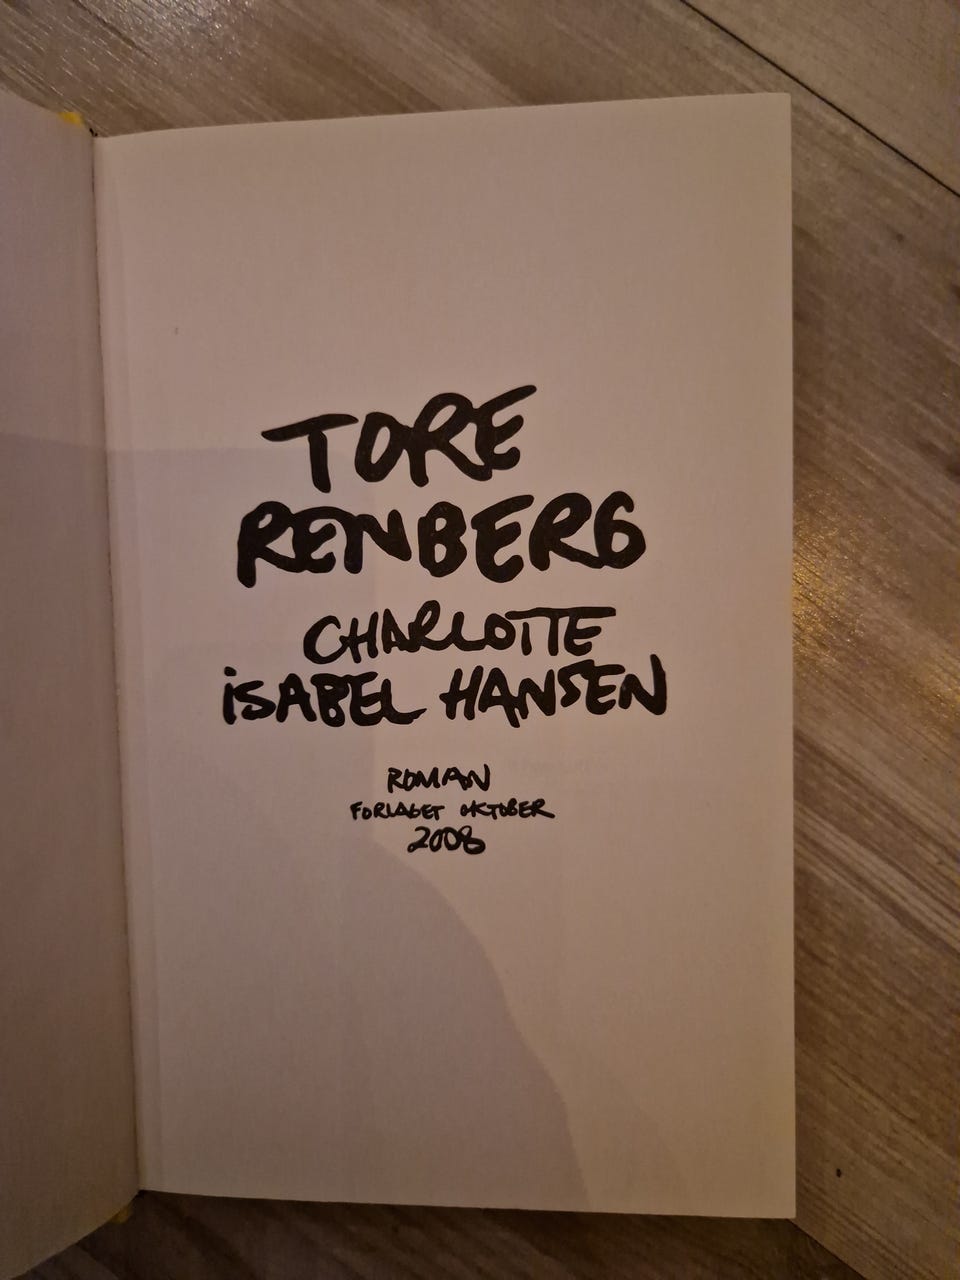 TORE
RENBERG
CHARLOTTE
iSABEL HANSEN
ROMAN
FORLAGET OKTOBER
2008